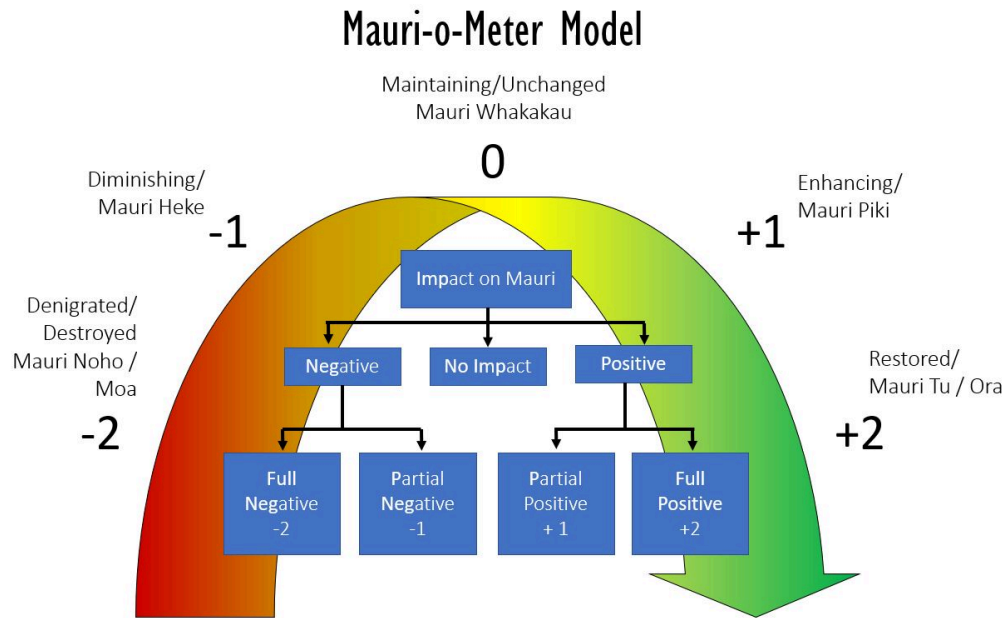 Mauri-o-Meter Model
Maintaining/Unchanged
Mauri Whakakau
0
Diminishing/
Mauri Heke
-1
Enhancing/
Mauri Piki
+1
Denigrated/
Destroyed
Mauri Noho /
Moa
-2
Restored/
Mauri Tu / Ora
+2
Impact on Mauri
Negative
No Impact
Positive
Full
Negative
-2
Partial
Negative
-1
Partial
Positive
+ 1
Full
Positive
+2